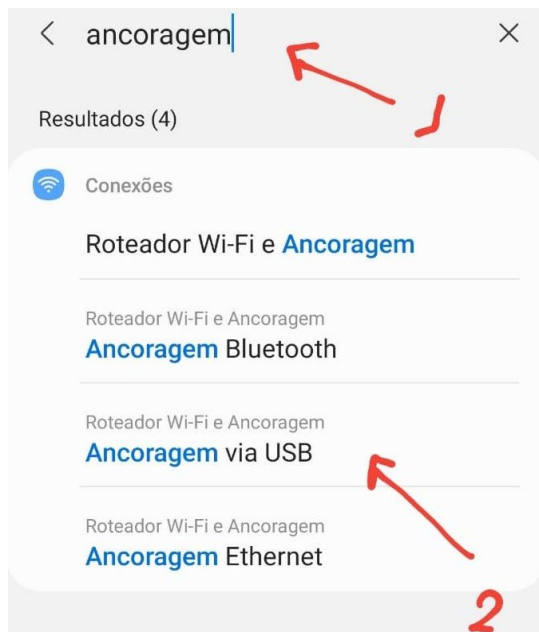 ancoragem
1
Resultados (4)
Conexões
Roteador Wi-Fi e Ancoragem
Roteador Wi-Fi e Ancoragem
Ancoragem Bluetooth
Roteador Wi-Fi e Ancoragem
Ancoragem via USB
Roteador Wi-Fi e Ancoragem
Ancoragem Ethernet
2